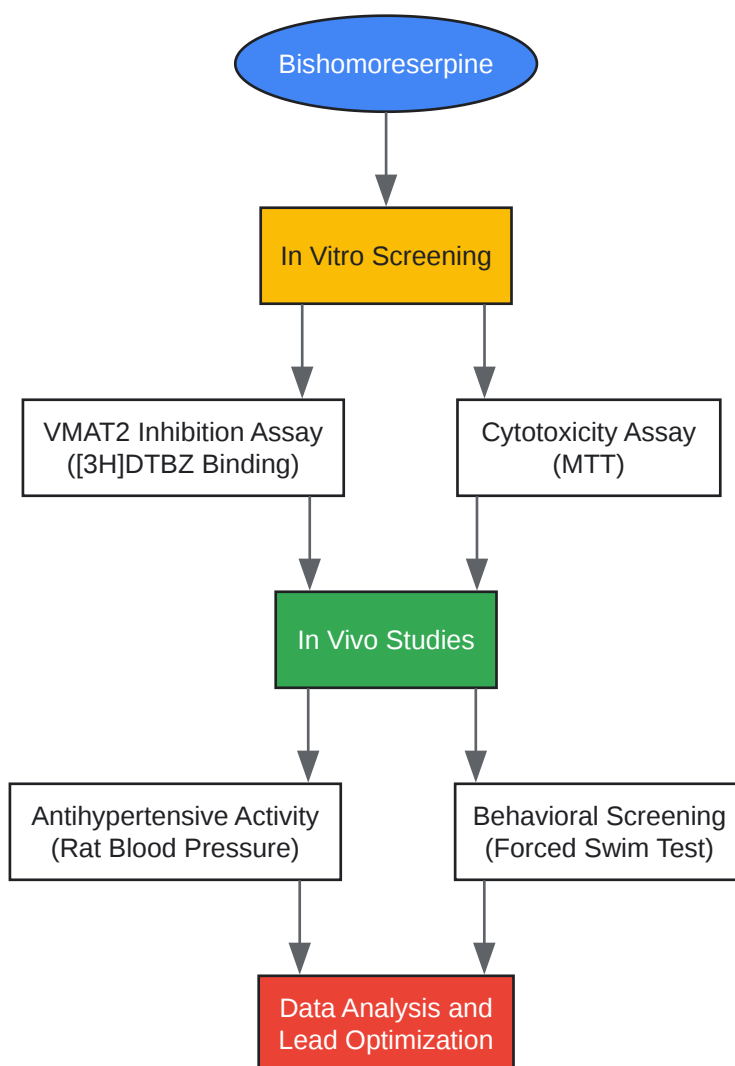 Bishomoreserpine
In Vitro Screening
VMAT2 Inhibition Assay
([3H]DTBZ Binding)
Cytotoxicity Assay
(MTT)
In Vivo Studies
Antihypertensive Activity
(Rat Blood Pressure)
Behavioral Screening
(Forced Swim Test)
Data Analysis and
Lead Optimization